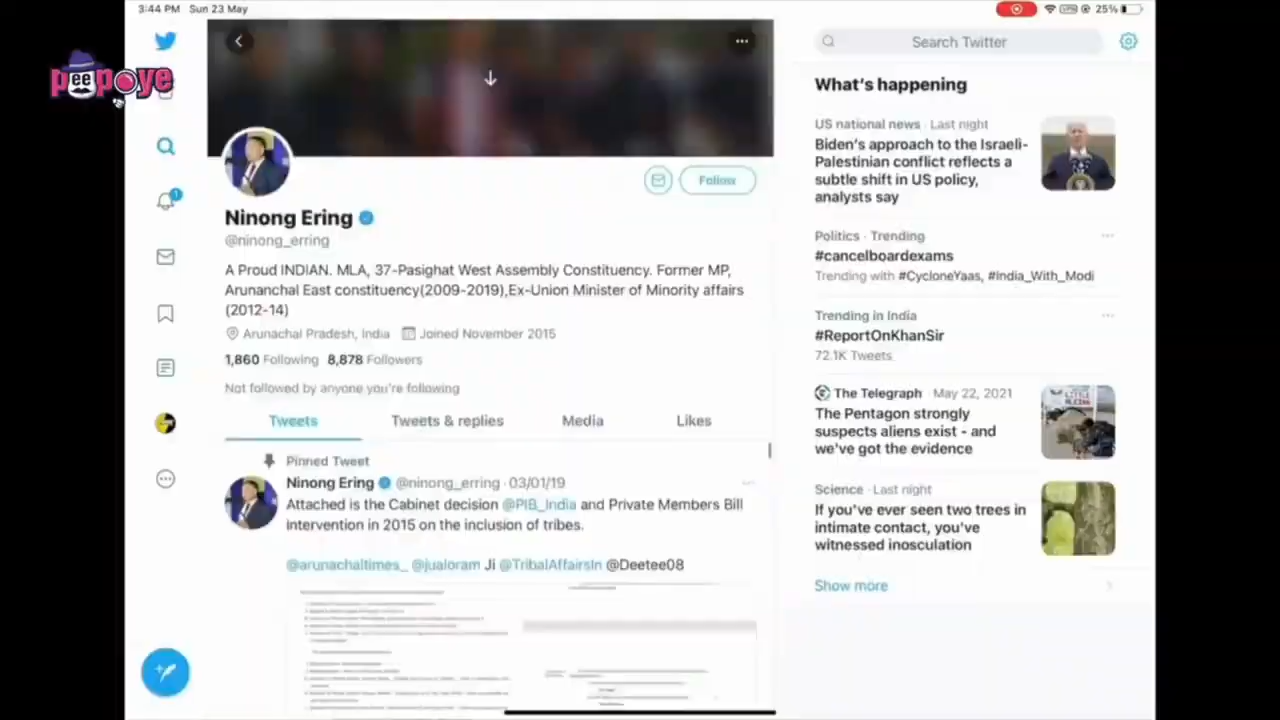 3:44 PM Sun 23 May
25%
peepoye
Search Twitter
What's happening
US national news · Last night
Biden's approach to the Israeli-
Palestinian conflict reflects a
subtle shift in US policy,
analysts say
Politics · Trending
#cancelboardexams
Trending with #CycloneYaas, #India_With_Modi
Trending in India
#ReportOnKhanSir
72.1K Tweets
The Telegraph · May 22, 2021
The Pentagon strongly
suspects aliens exist - and
we've got the evidence
Science · Last night
If you've ever seen two trees in
intimate contact, you've
witnessed inosculation
Show more
1
Follow
Ninong Ering
@ninong_erring
A Proud INDIAN. MLA, 37-Pasighat West Assembly Constituency. Former MP,
Arunanchal East constituency(2009-2019),Ex-Union Minister of Minority affairs
(2012-14)
Arunachal Pradesh, India Joined November 2015
1,860 Following 8,878 Followers
Not followed by anyone you're following
Tweets Tweets & replies Media Likes
Pinned Tweet
Ninong Ering @ninong_erring · 03/01/19
Attached is the Cabinet decision @PIB_India and Private Members Bill
intervention in 2015 on the inclusion of tribes.
@arunachaltimes_ @jualoram Ji @TribalAffairsIn @Deetee08